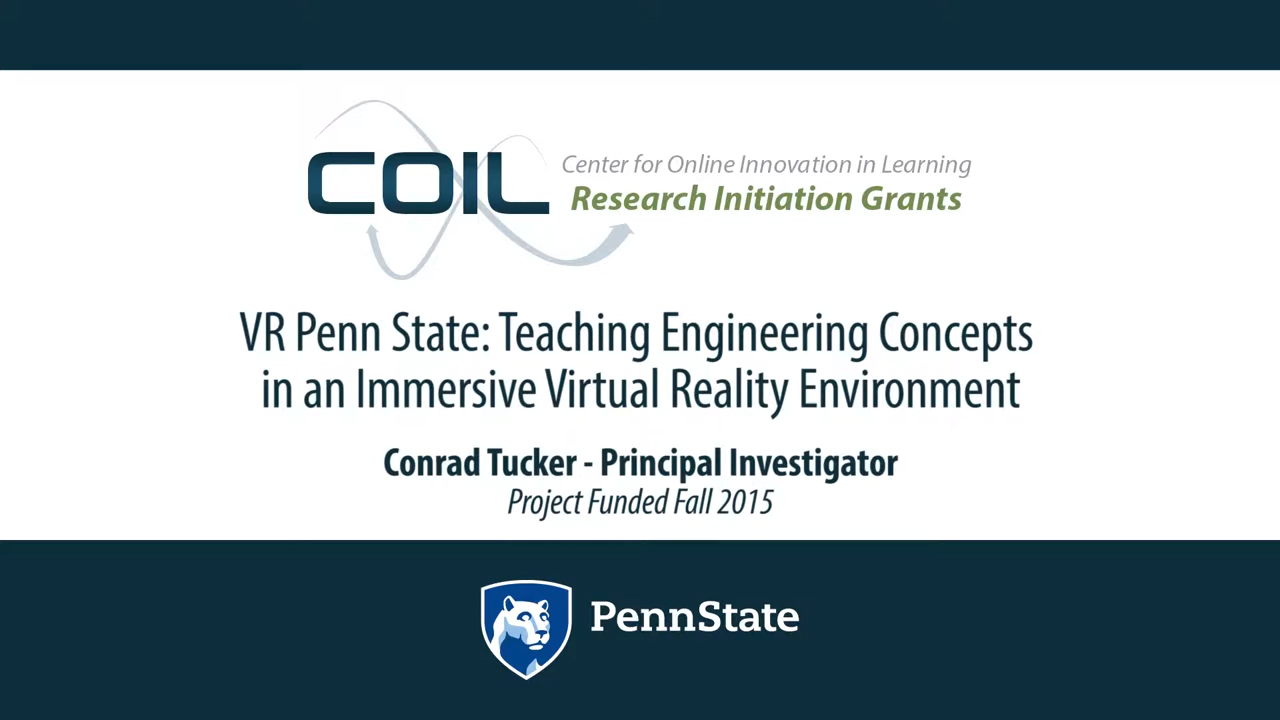 COIL
Center for Online Innovation in Learning
Research Initiation Grants
VR Penn State: Teaching Engineering Concepts
in an Immersive Virtual Reality Environment
Conrad Tucker - Principal Investigator
Project Funded Fall 2015
PennState